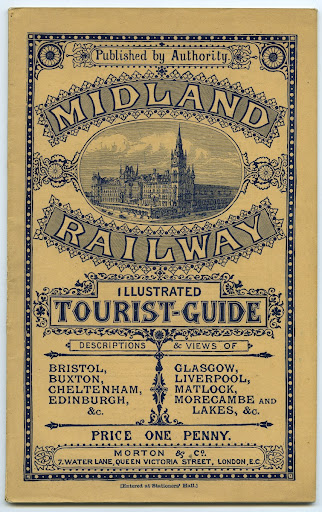 Published by Authority.
MIDLAND
RAILWAY
ILLUSTRATED
TOURIST-GUIDE
DESCRIPTIONS & VIEWS OF
BRISTOL,
BUXTON,
CHELTENHAM,
EDINBURGH,
&c.
GLASGOW,
LIVERPOOL,
MATLOCK,
MORECAMBE AND
LAKES, &c.
PRICE ONE PENNY.
MORTON & Co.
7, WATER LANE, QUEEN VICTORIA STREET, LONDON, E.C.
(Entered at Stationers' Hall.)